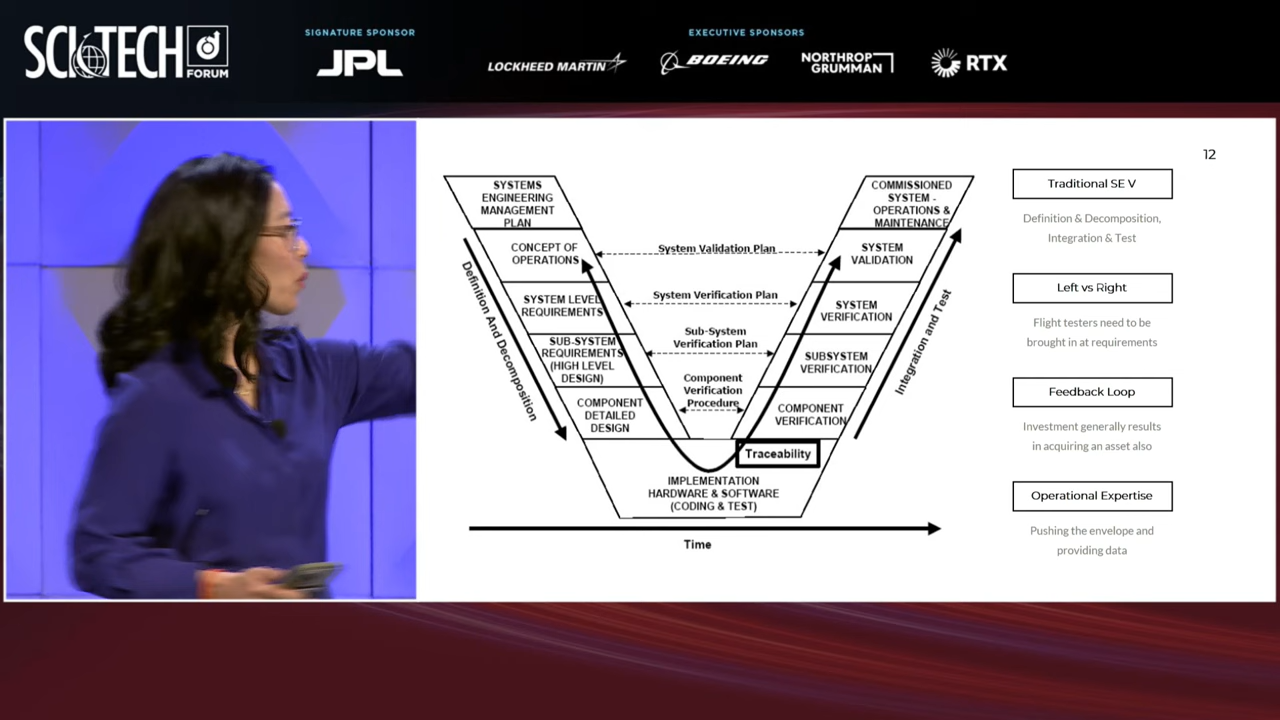 SCITECH
FORUM
SIGNATURE SPONSOR
JPL
EXECUTIVE SPONSORS
LOCKHEED MARTIN
BOEING
NORTHROP
GRUMMAN
RTX
12
SYSTEMS
ENGINEERING
MANAGEMENT
PLAN
CONCEPT OF
OPERATIONS
SYSTEM LEVEL
REQUIREMENTS
SUB-SYSTEM
REQUIREMENTS
(HIGH LEVEL
DESIGN)
COMPONENT
DETAILED
DESIGN
Definition And Decomposition
System Validation Plan
System Verification Plan
Sub-System
Verification Plan
Component
Verification
Procedure
COMMISSIONED
SYSTEM -
OPERATIONS &
MAINTENANCE
SYSTEM
VALIDATION
SYSTEM
VERIFICATION
SUBSYSTEM
VERIFICATION
COMPONENT
VERIFICATION
Integration and Test
Traceability
IMPLEMENTATION
HARDWARE & SOFTWARE
(CODING & TEST)
Time
Traditional SE V
Definition & Decomposition,
Integration & Test
Left vs Right
Flight testers need to be
brought in at requirements
Feedback Loop
Investment generally results
in acquiring an asset also
Operational Expertise
Pushing the envelope and
providing data